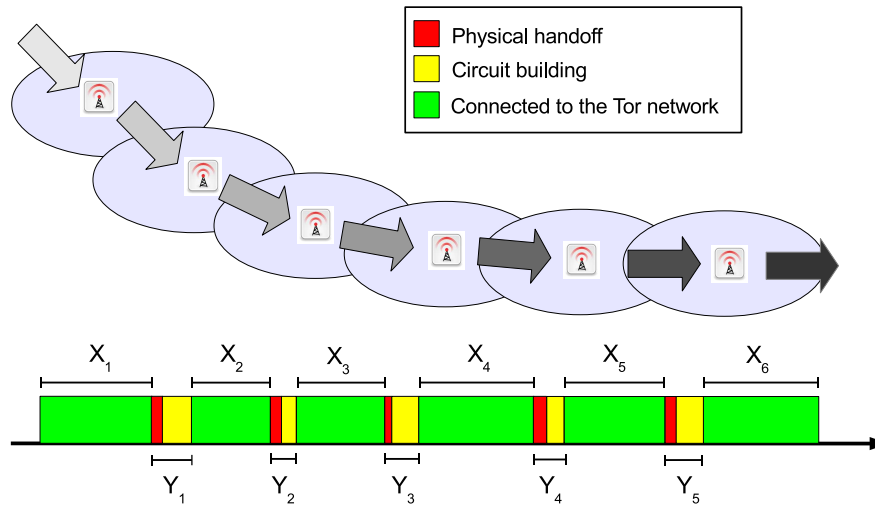 Physical handoff
Circuit building
Connected to the Tor network
X₁ X₂ X₃ X₄ X₅ X₆
Y₁ Y₂ Y₃ Y₄ Y₅